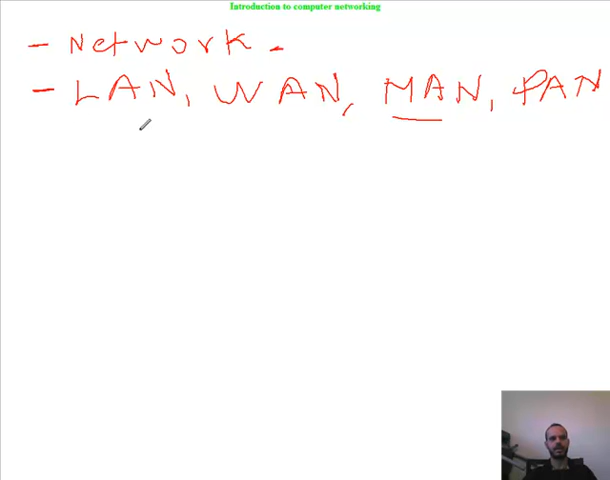 Introduction to computer networking
- Network -
- LAN, WAN, MAN, PAN